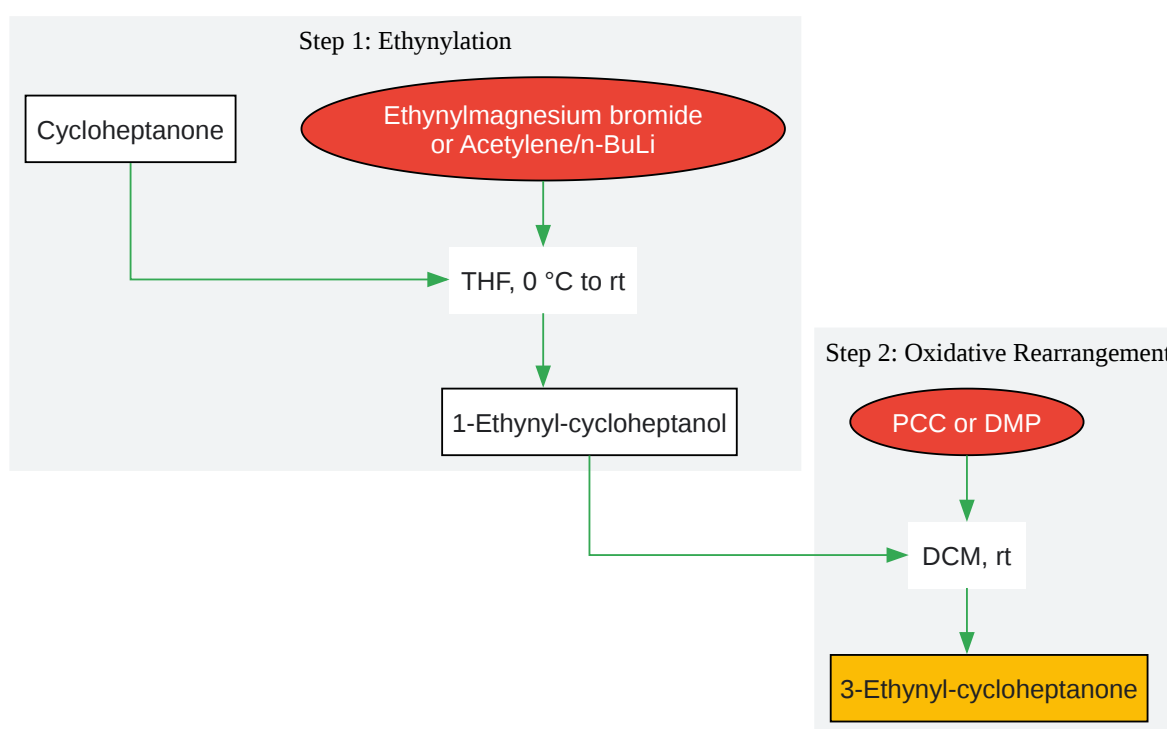 Step 1: Ethynylation
Cycloheptanone
Ethynylmagnesium bromide
or Acetylene/n-BuLi
THF, 0 °C to rt
1-Ethynyl-cycloheptanol
Step 2: Oxidative Rearrangement
PCC or DMP
DCM, rt
3-Ethynyl-cycloheptanone